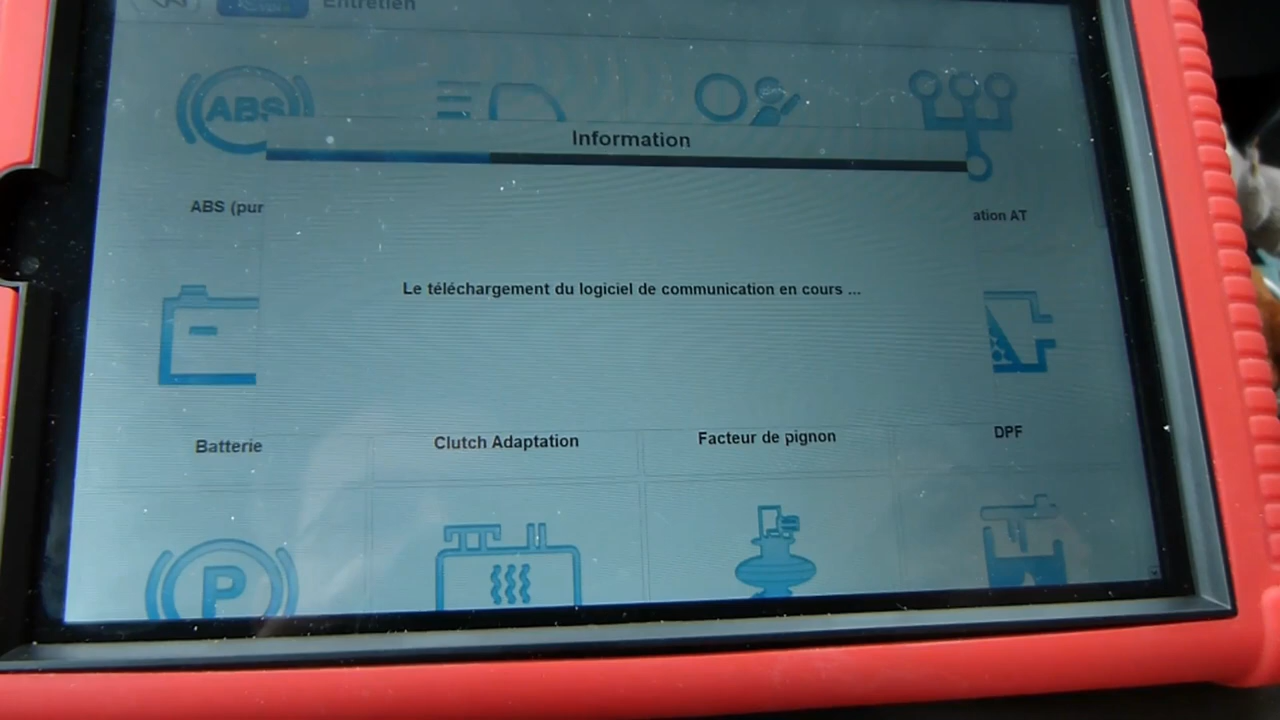 Entretien
ABS
Information
ABS (pur
ation AT
Le téléchargement du logiciel de communication en cours ...
Batterie
Clutch Adaptation
Facteur de pignon
DPF
P